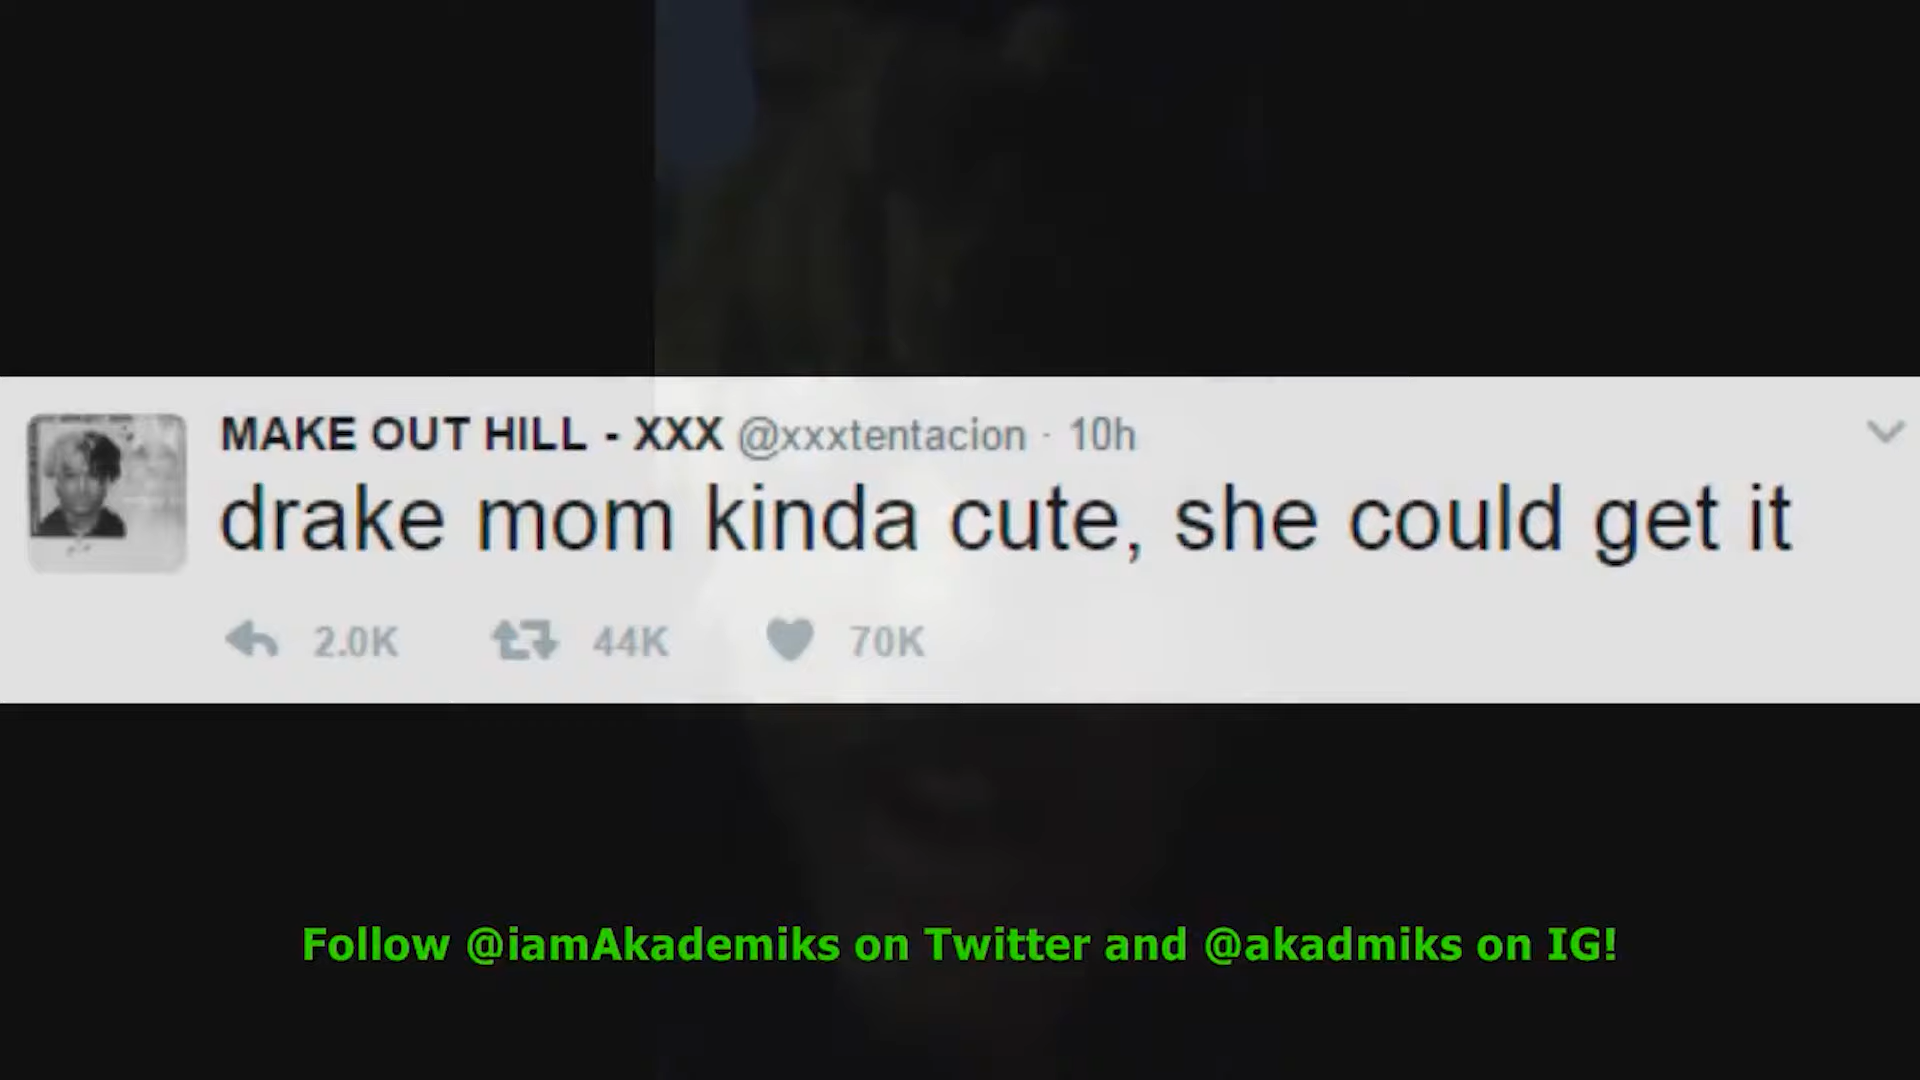 MAKE OUT HILL - XXX @xxxtentacion · 10h
drake mom kinda cute, she could get it
2.0K 44K 70K
Follow @iamAkademiks on Twitter and @akadmiks on IG!